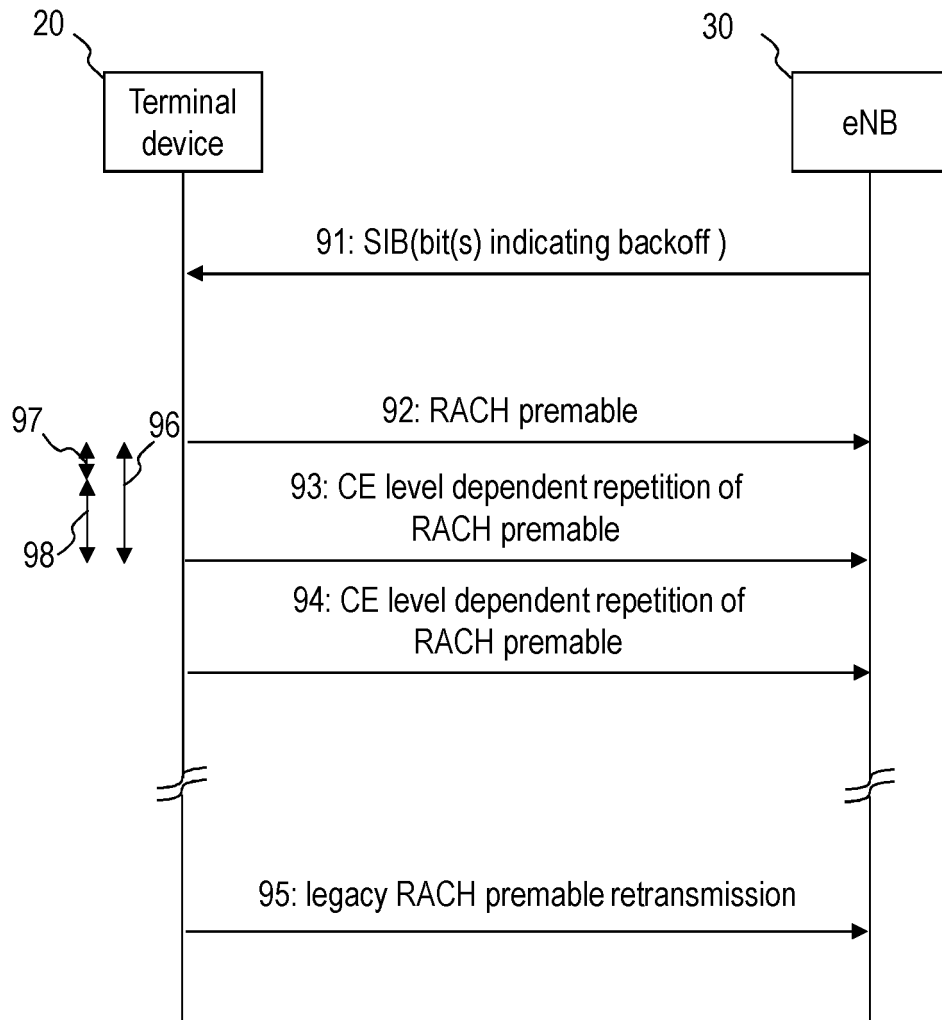 20
30
Terminal
device
eNB
91: SIB(bit(s) indicating backoff )
92: RACH premable
97
96
93: CE level dependent repetition of
RACH premable
98
94: CE level dependent repetition of
RACH premable
95: legacy RACH premable retransmission